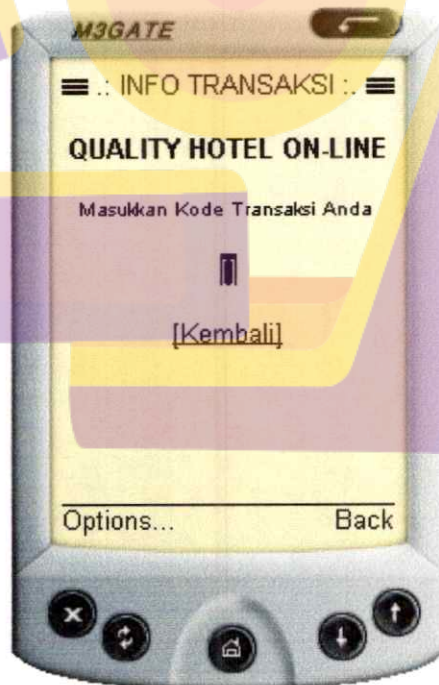 M3GATE
.: INFO TRANSAKSI :.
QUALITY HOTEL ON-LINE
Masukkan Kode Transaksi Anda
[]
[Kembali]
Options... Back